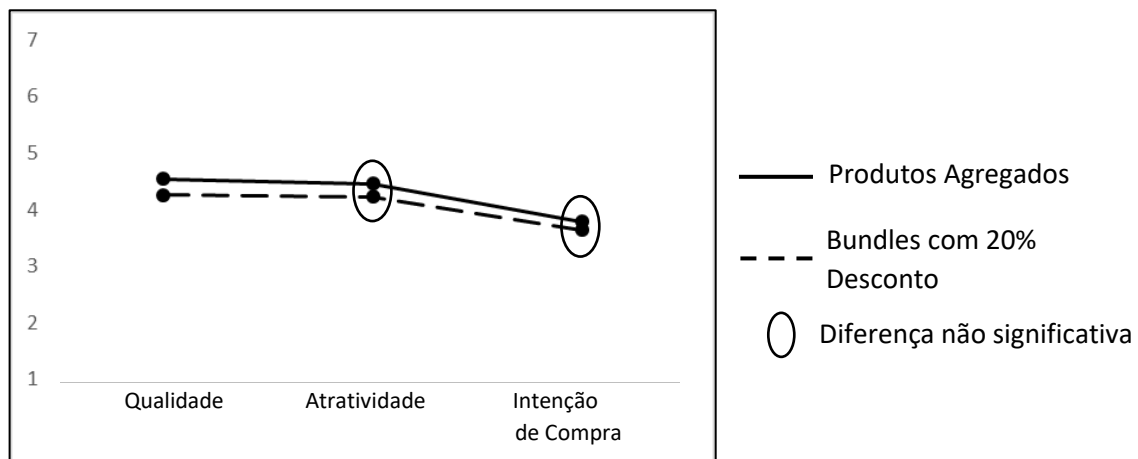 7
6
5
4
3
2
1
Qualidade
Atratividade
Intenção
de Compra
Produtos Agregados
Bundles com 20%
Desconto
Diferença não significativa